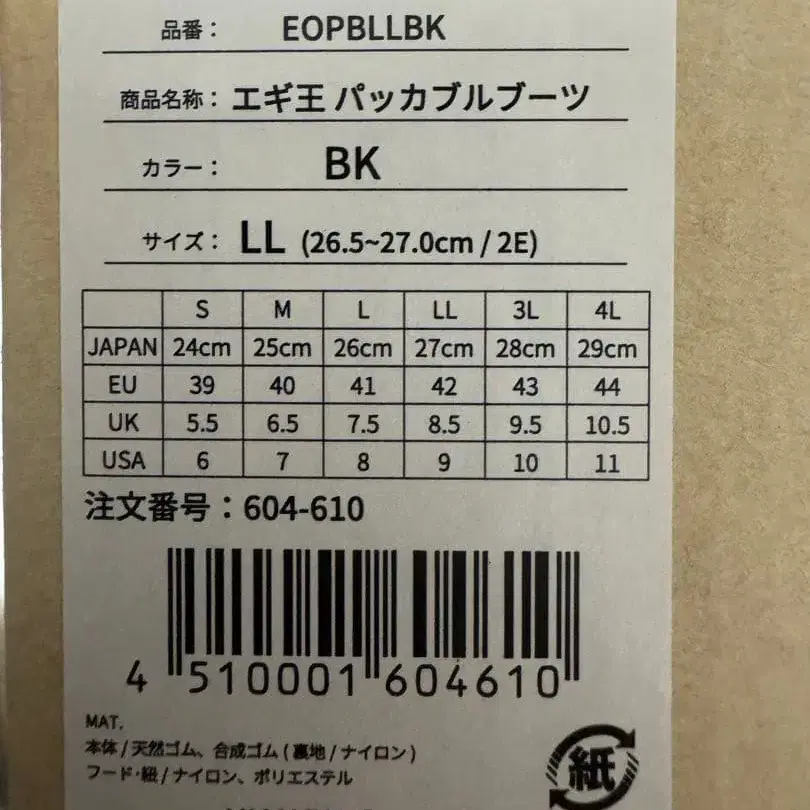 品番： EOPBLLBK
商品名称：エギ王 パッカブルブーツ
カラー： BK
サイズ： LL (26.5~27.0cm / 2E)
S M L LL 3L 4L
JAPAN 24cm 25cm 26cm 27cm 28cm 29cm
EU 39 40 41 42 43 44
UK 5.5 6.5 7.5 8.5 9.5 10.5
USA 6 7 8 9 10 11
注文番号：604-610
4 510001 604610
MAT.
本体 / 天然ゴム、合成ゴム ( 裏地 / ナイロン )
フード･紐 / ナイロン、ポリエステル
紙